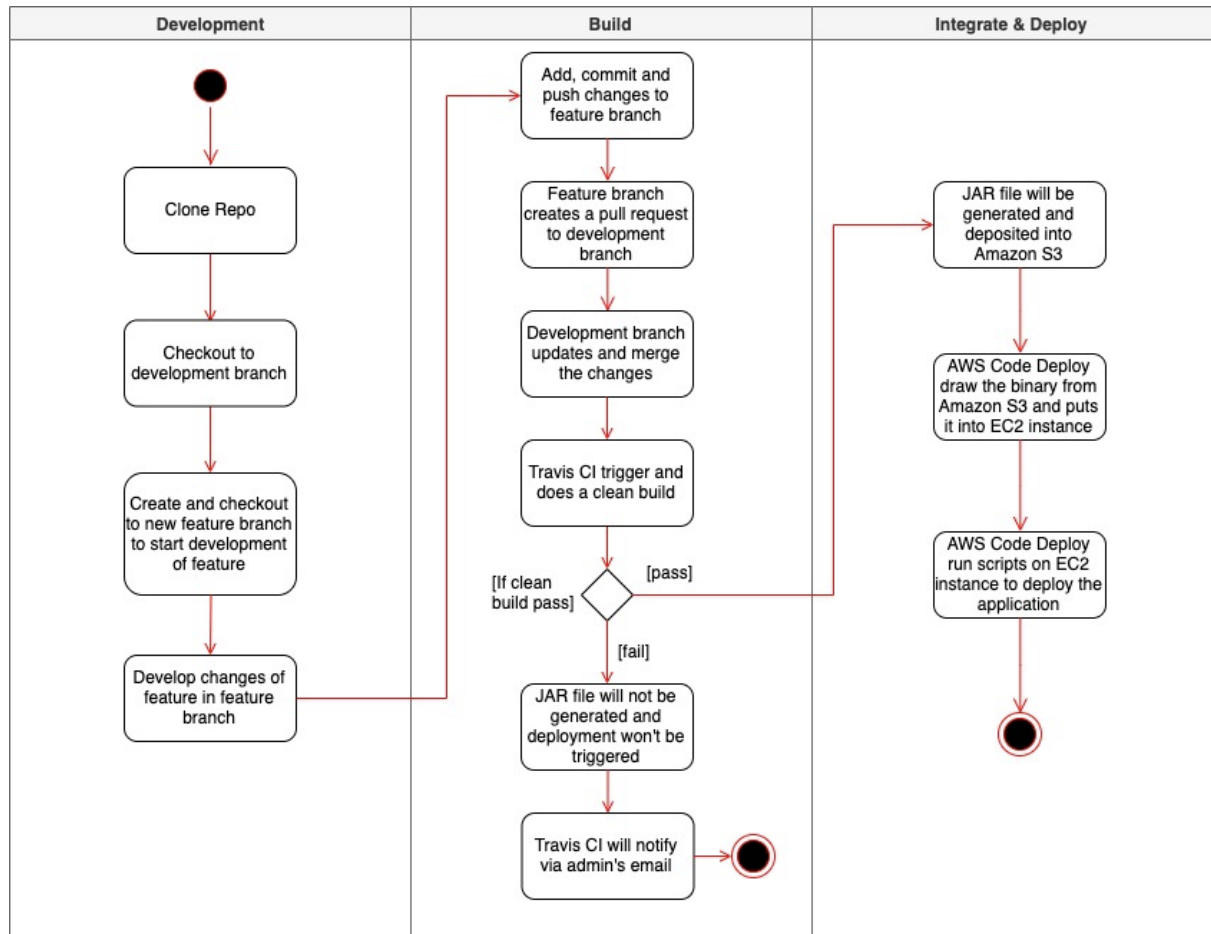 Development
Build
Integrate & Deploy
Clone Repo
Checkout to
development branch
Create and checkout
to new feature branch
to start development
of feature
Develop changes of
feature in feature
branch
Add, commit and
push changes to
feature branch
Feature branch
creates a pull request
to development
branch
Development branch
updates and merge
the changes
Travis CI trigger and
does a clean build
[If clean
build pass]
[pass]
[fail]
JAR file will not be
generated and
deployment won't be
triggered
Travis CI will notify
via admin's email
JAR file will be
generated and
deposited into
Amazon S3
AWS Code Deploy
draw the binary from
Amazon S3 and puts
it into EC2 instance
AWS Code Deploy
run scripts on EC2
instance to deploy the
application